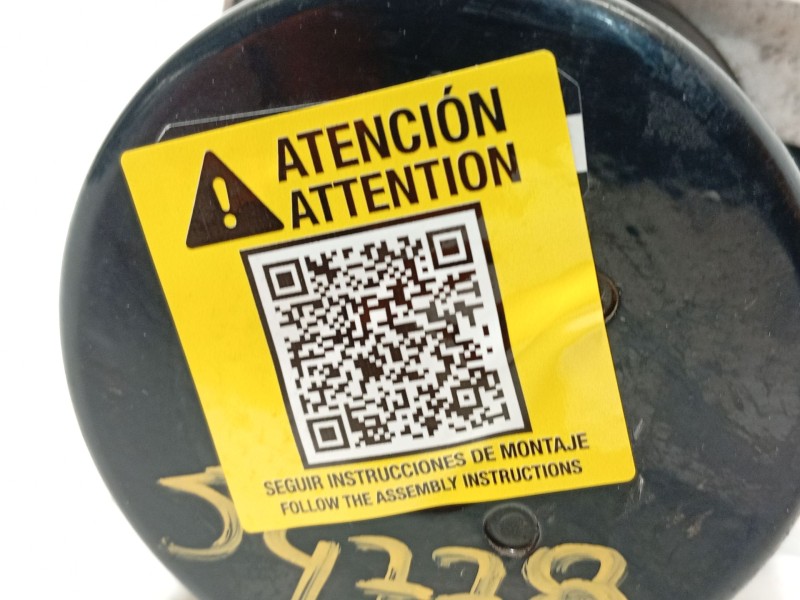 ATENCIÓN
ATTENTION
SEGUIR INSTRUCCIONES DE MONTAJE
FOLLOW THE ASSEMBLY INSTRUCTIONS